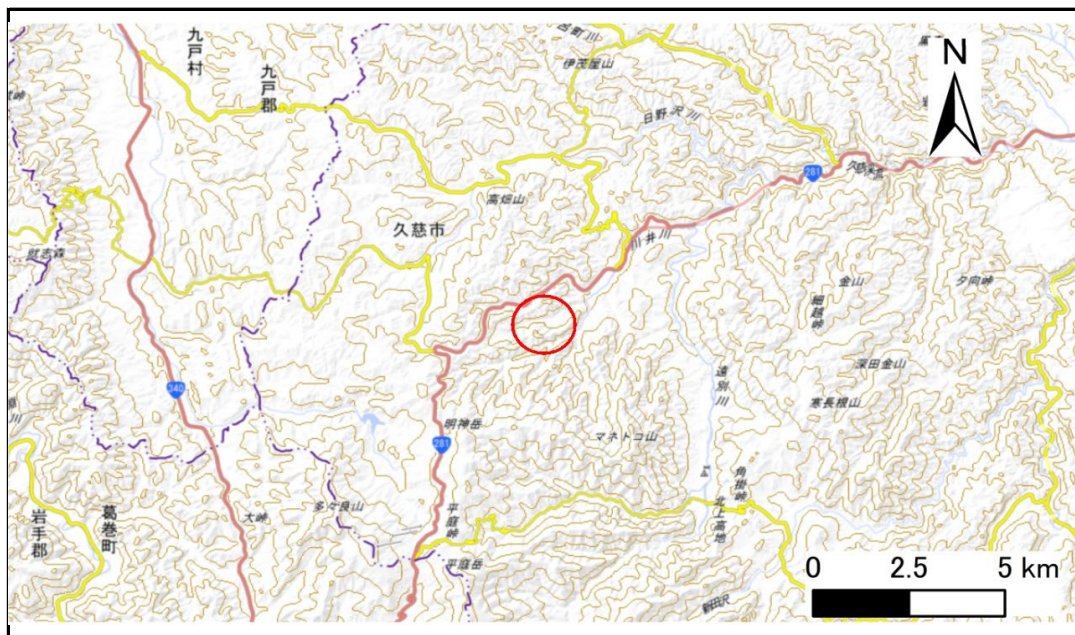 九戸村
九戸郡
伊茂屋山
N
日野沢川
281
高畑山
久慈市
川井川
就志森
金山
夕向峠
細越峠
深田金山
遠別川
寒長根山
340
明神岳
281
マネトコ山
角掛峠
北上高地
平庭峠
多々良山
大峠
葛巻町
岩手郡
平庭岳
0 2.5 5 km